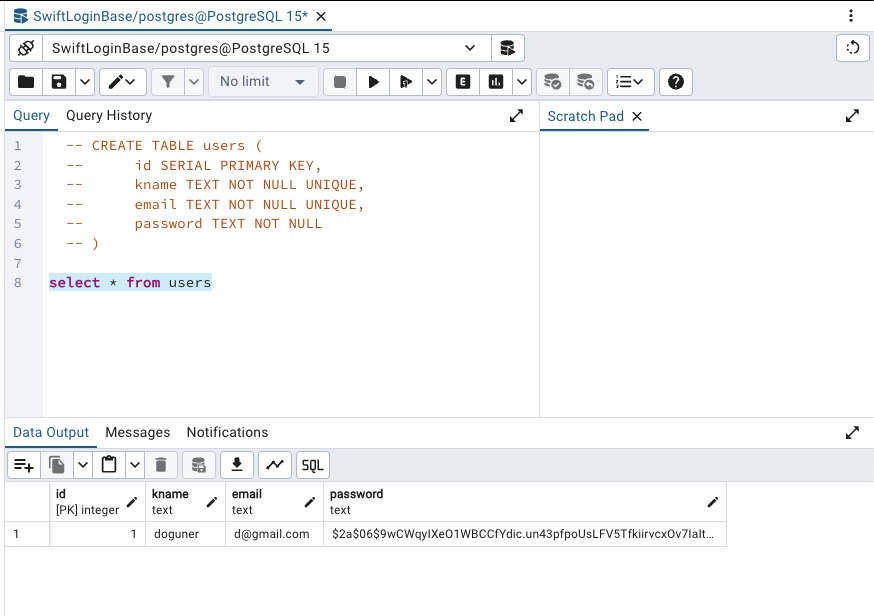 SwiftLoginBase/postgres@PostgreSQL 15*
SwiftLoginBase/postgres@PostgreSQL 15
No limit
E
Query
Query History
Scratch Pad
1 -- CREATE TABLE users (
2 -- id SERIAL PRIMARY KEY,
3 -- kname TEXT NOT NULL UNIQUE,
4 -- email TEXT NOT NULL UNIQUE,
5 -- password TEXT NOT NULL
6 -- )
7
8 select * from users
Data Output Messages Notifications
SQL
id kname email password
[PK] integer text text text
1 1 doguner d@gmail.com $2a$06$9wCWqyIXeO1WBCCfYdic.un43pfpoUsLFV5TfkiirvcxOv7IaIt...